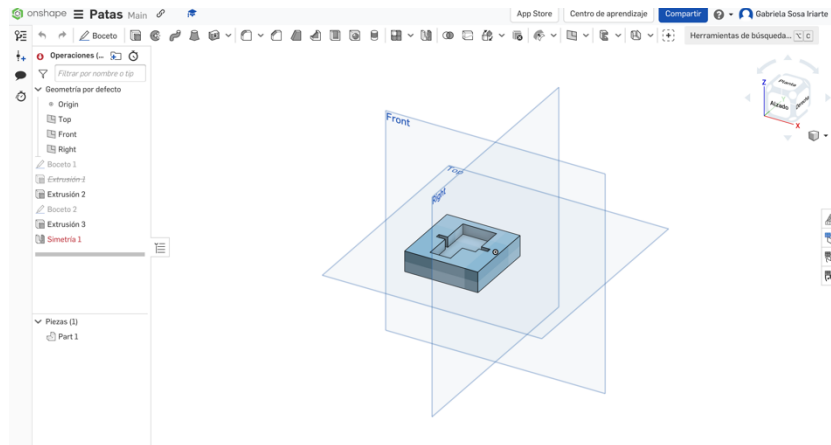 onshape Patas Main
App Store Centro de aprendizaje Compartir Gabriela Sosa Iriarte
Boceto Herramientas de búsqueda... C
Operaciones (...
Filtrar por nombre o tip
Geometría por defecto
Origin
Top
Front
Right
Boceto 1
Extrusión 1
Extrusión 2
Boceto 2
Extrusión 3
Simetría 1
Piezas (1)
Part 1
Front
Top
Z
Planta
Alzado
X